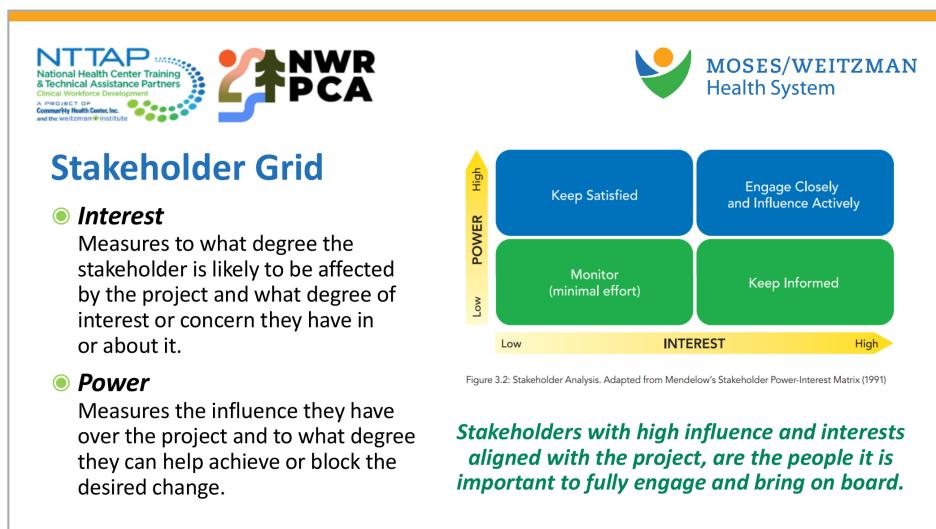 NTTAP
National Health Center Training
& Technical Assistance Partners
Clinical Workforce Development
A PROJECT OF
Community Health Center, Inc.
and the weitzman institute
NWR
PCA
MOSES/WEITZMAN
Health System
Stakeholder Grid
Interest
Measures to what degree the
stakeholder is likely to be affected
by the project and what degree of
interest or concern they have in
or about it.
Power
Measures the influence they have
over the project and to what degree
they can help achieve or block the
desired change.
High
POWER
Low
Keep Satisfied
Engage Closely
and Influence Actively
Monitor
(minimal effort)
Keep Informed
Low
INTEREST
High
Figure 3.2: Stakeholder Analysis. Adapted from Mendelow's Stakeholder Power-Interest Matrix (1991)
Stakeholders with high influence and interests
aligned with the project, are the people it is
important to fully engage and bring on board.